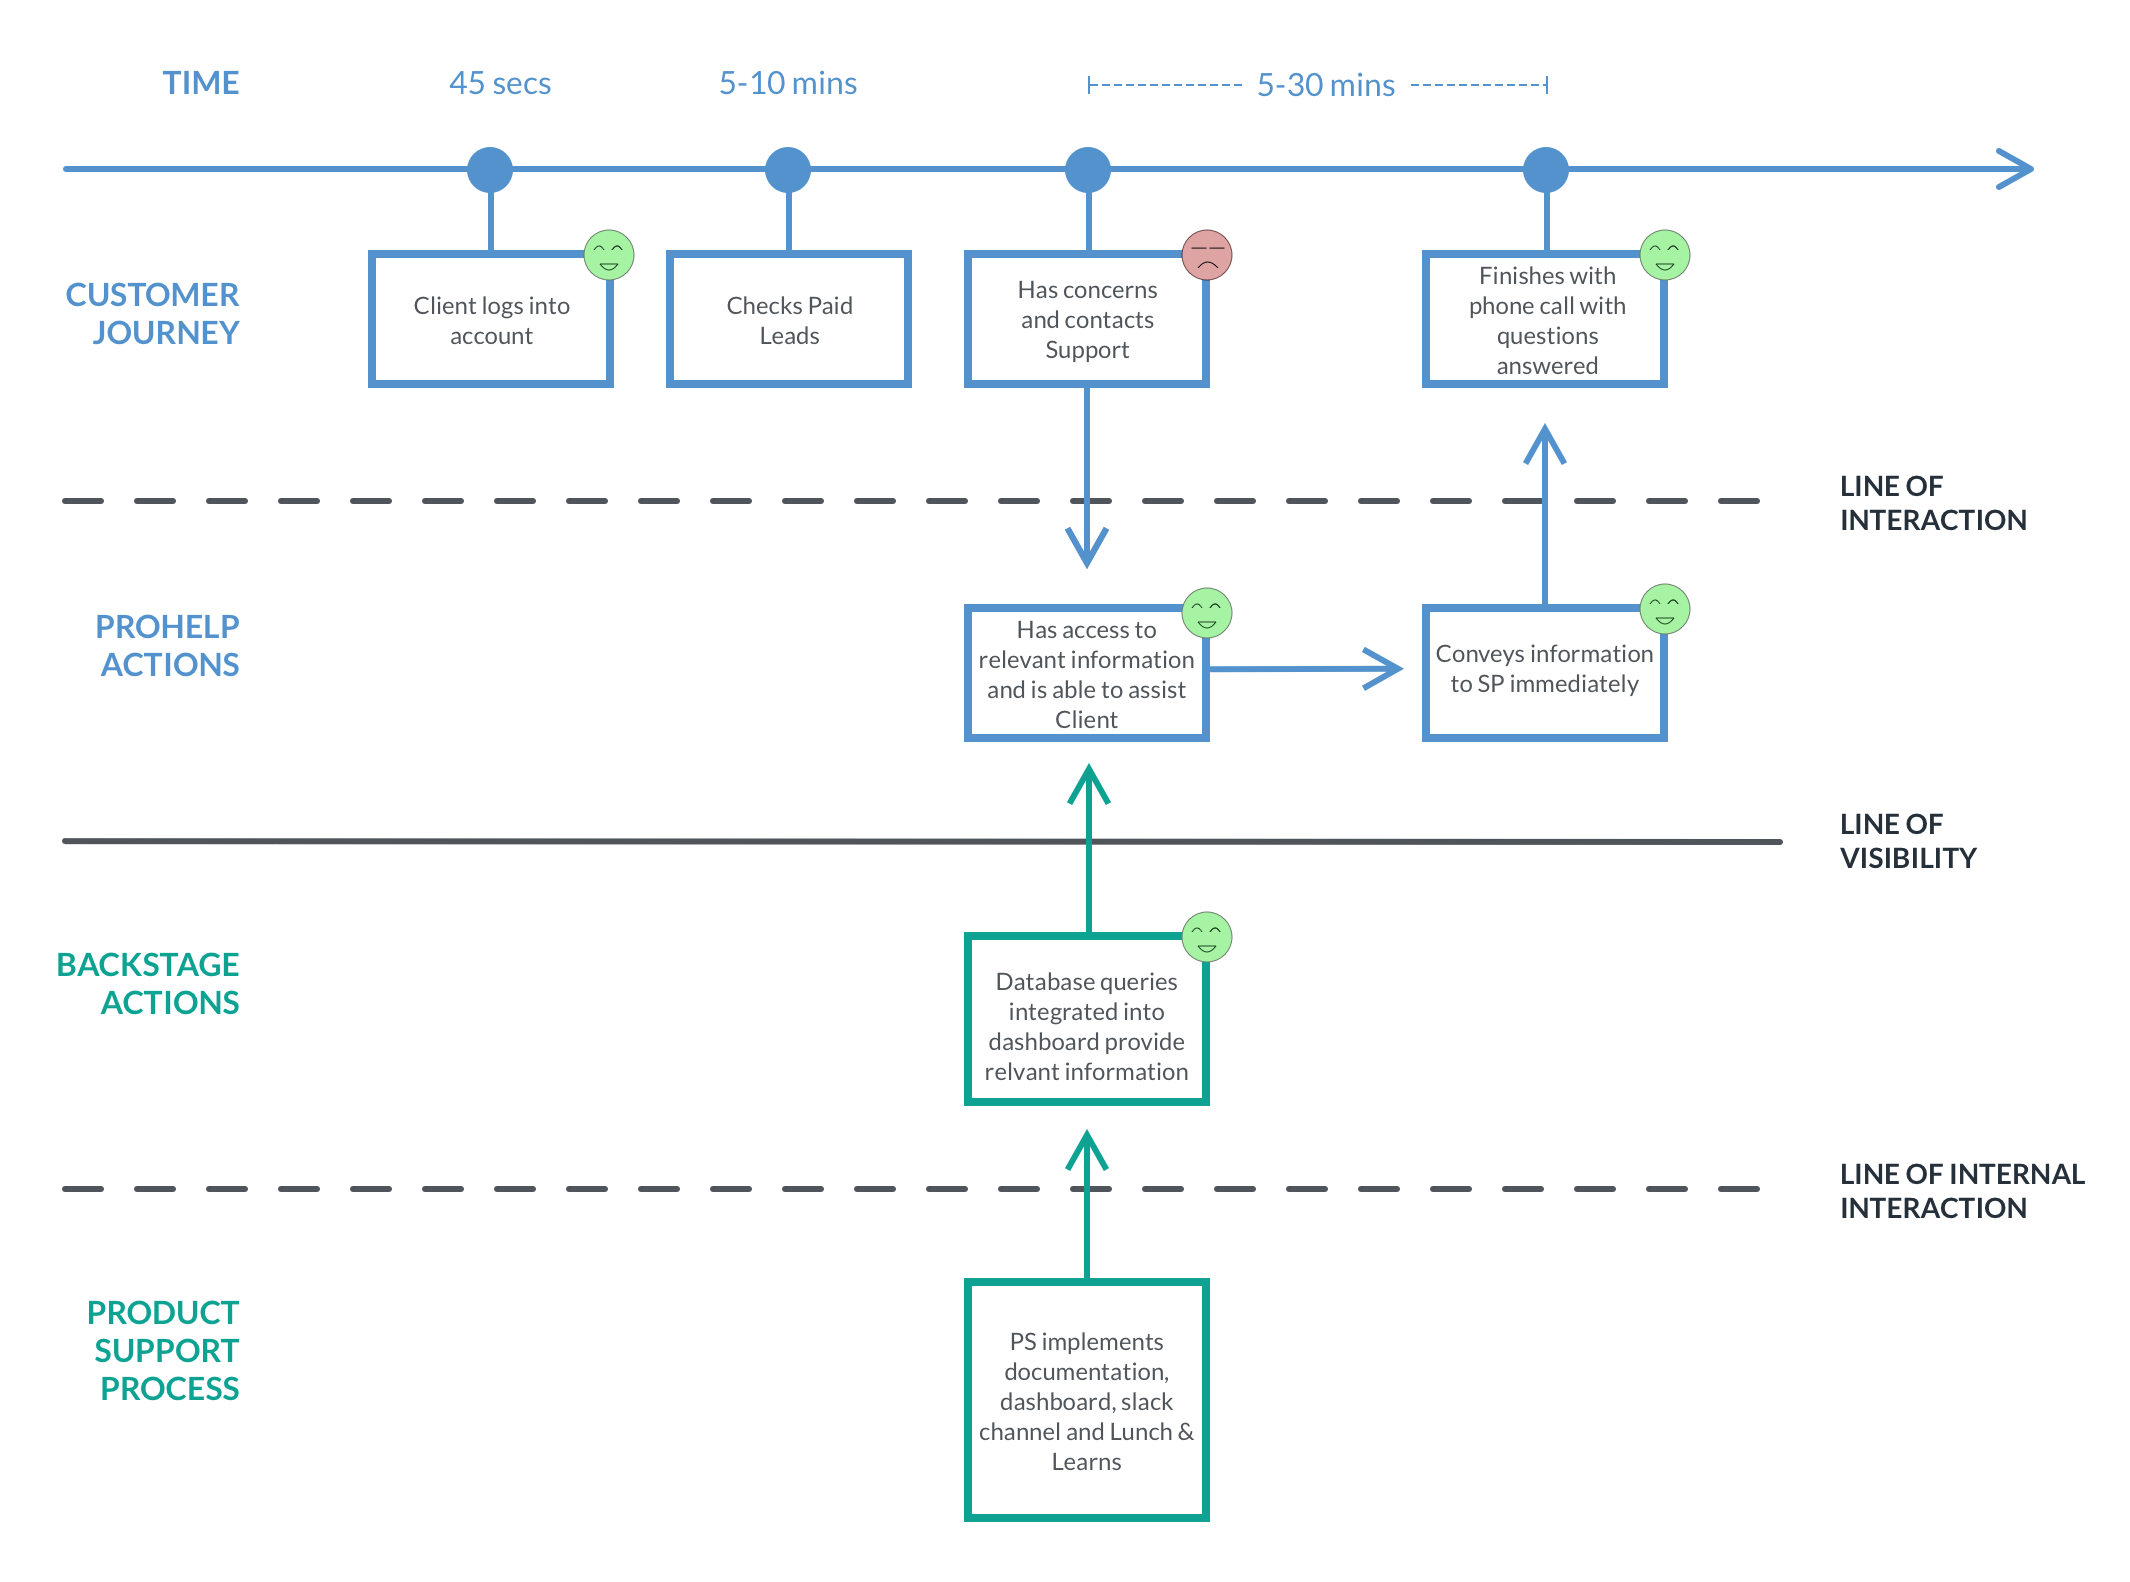 TIME
45 secs
5-10 mins
5-30 mins
CUSTOMER
JOURNEY
Client logs into
account
Checks Paid
Leads
Has concerns
and contacts
Support
Finishes with
phone call with
questions
answered
LINE OF
INTERACTION
PROHELP
ACTIONS
Has access to
relevant information
and is able to assist
Client
Conveys information
to SP immediately
LINE OF
VISIBILITY
BACKSTAGE
ACTIONS
Database queries
integrated into
dashboard provide
relvant information
LINE OF INTERNAL
INTERACTION
PRODUCT
SUPPORT
PROCESS
PS implements
documentation,
dashboard, slack
channel and Lunch &
Learns